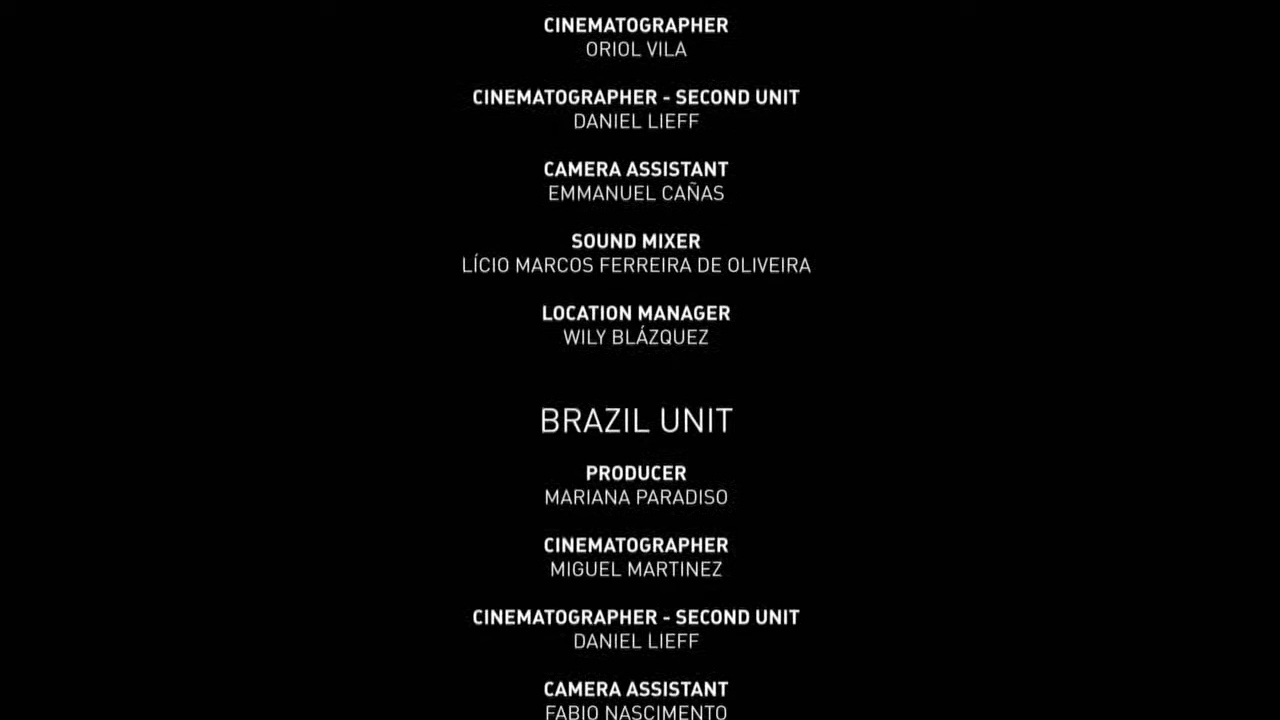 CINEMATOGRAPHER
ORIOL VILA
CINEMATOGRAPHER - SECOND UNIT
DANIEL LIEFF
CAMERA ASSISTANT
EMMANUEL CAÑAS
SOUND MIXER
LÍCIO MARCOS FERREIRA DE OLIVEIRA
LOCATION MANAGER
WILY BLÁZQUEZ
BRAZIL UNIT
PRODUCER
MARIANA PARADISO
CINEMATOGRAPHER
MIGUEL MARTINEZ
CINEMATOGRAPHER - SECOND UNIT
DANIEL LIEFF
CAMERA ASSISTANT
FABIO NASCIMENTO